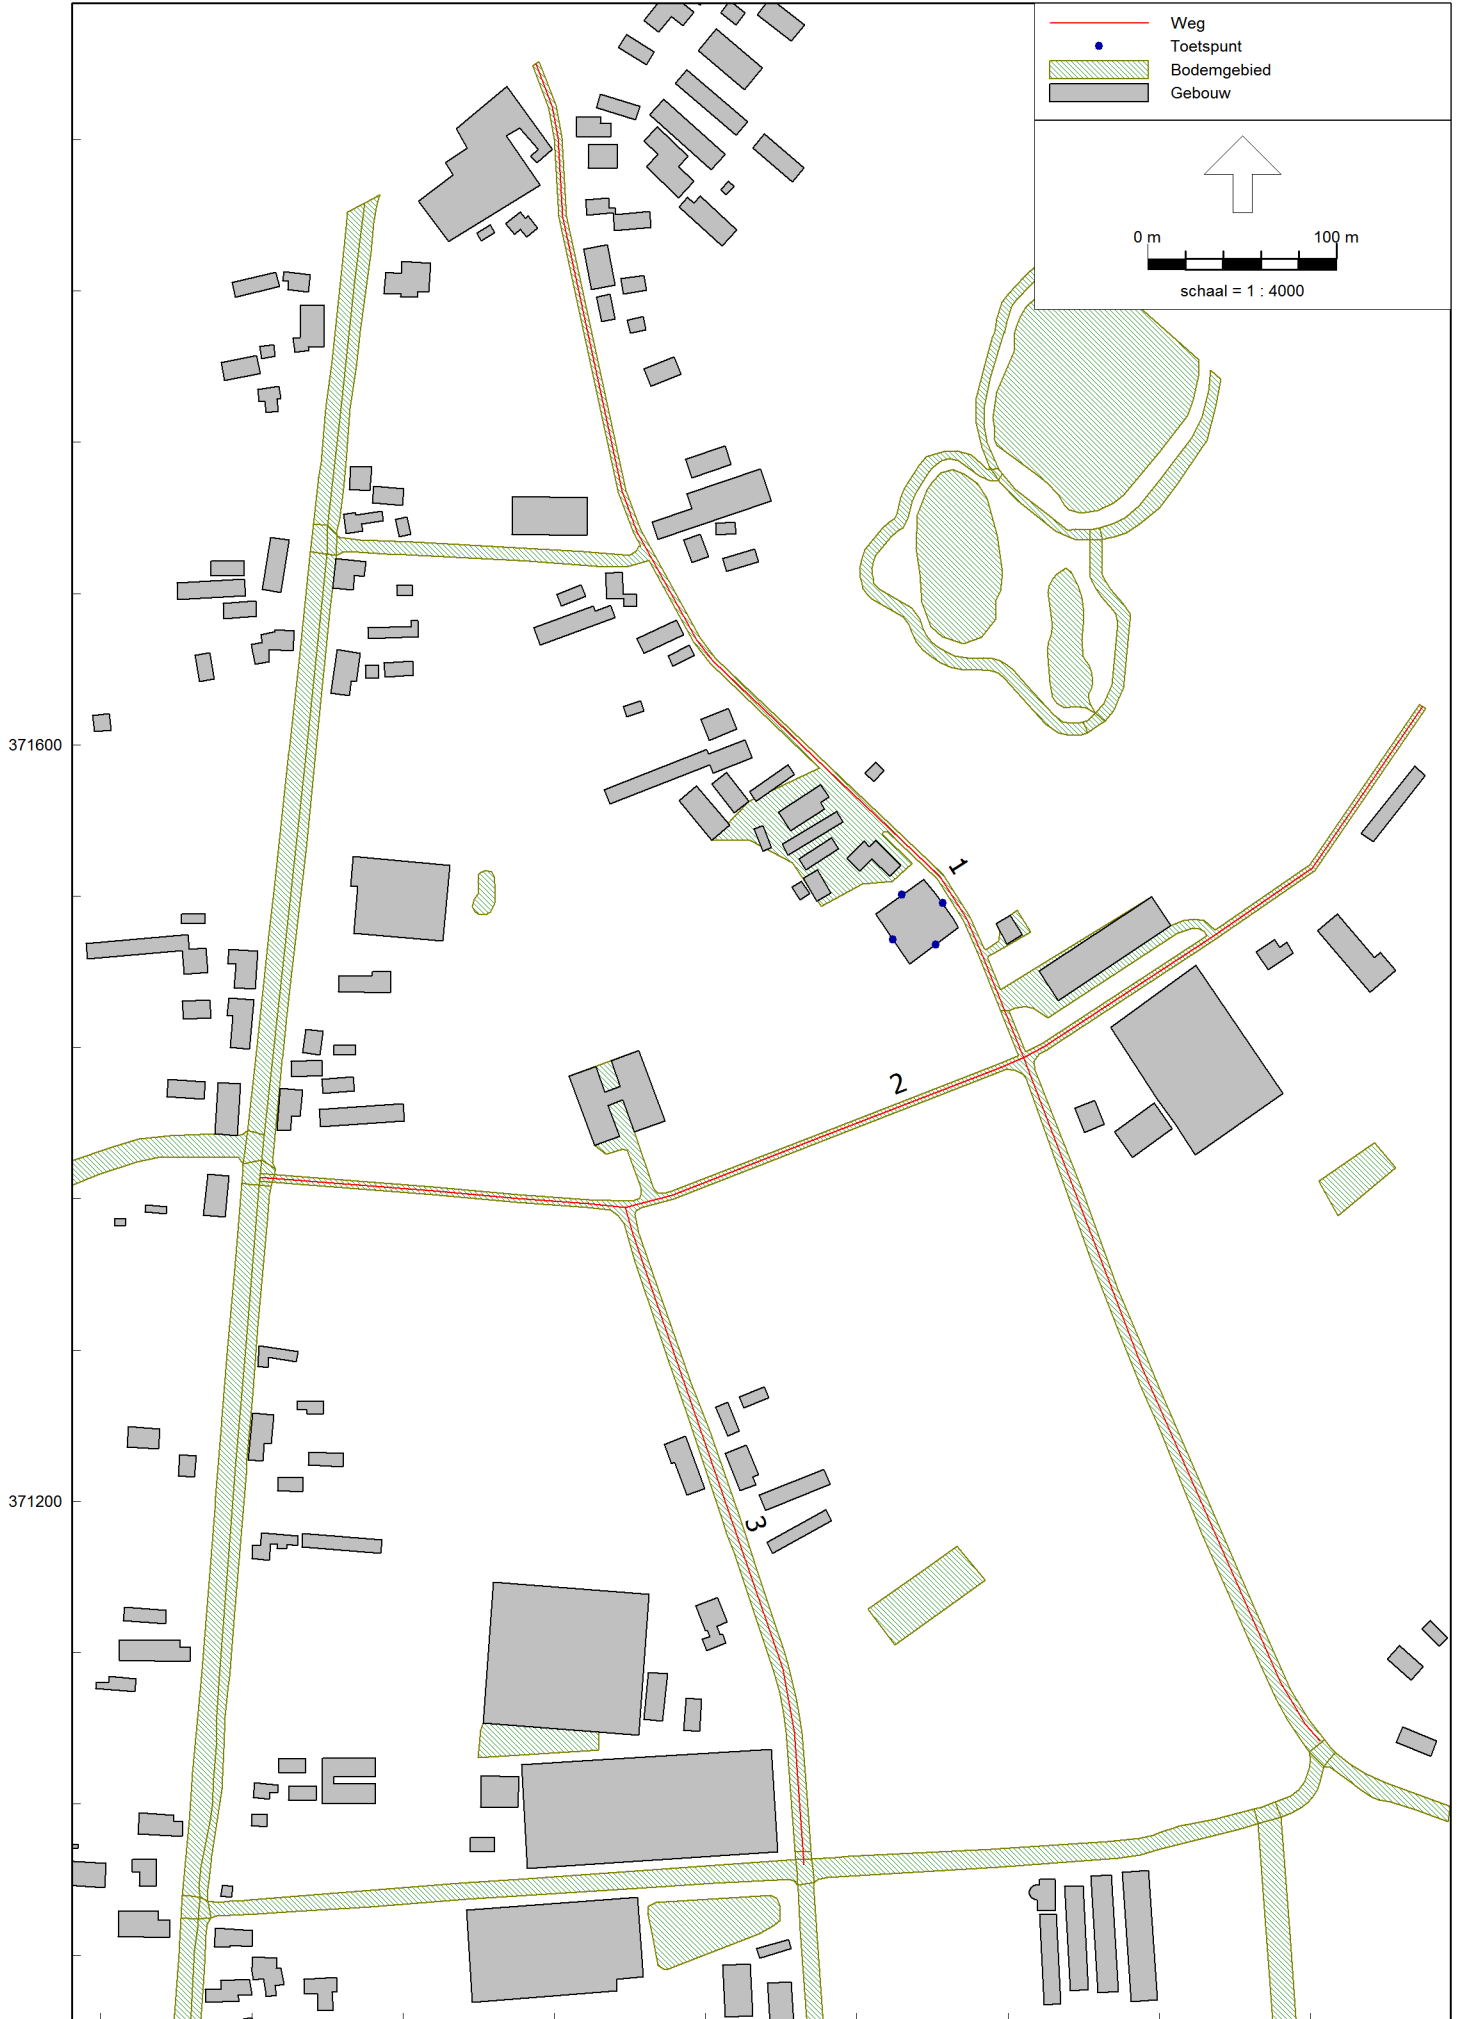 Weg
Toetspunt
Bodemgebied
Gebouw
0 m 100 m
schaal = 1 : 4000
371600
1
2
371200
3